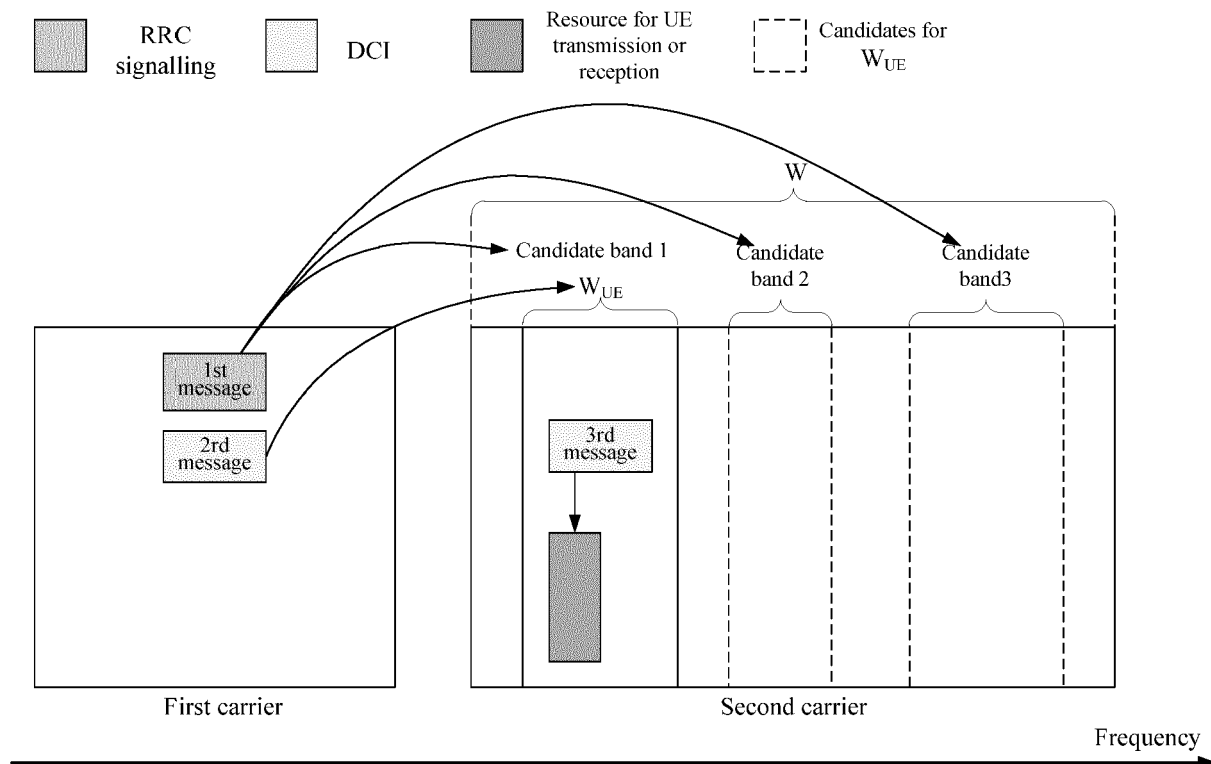 RRC
signalling
DCI
Resource for UE
transmission or
reception
Candidates for
W_UE
W
Candidate band 1
Candidate
band 2
Candidate
band3
W_UE
1st
message
2rd
message
3rd
message
First carrier
Second carrier
Frequency